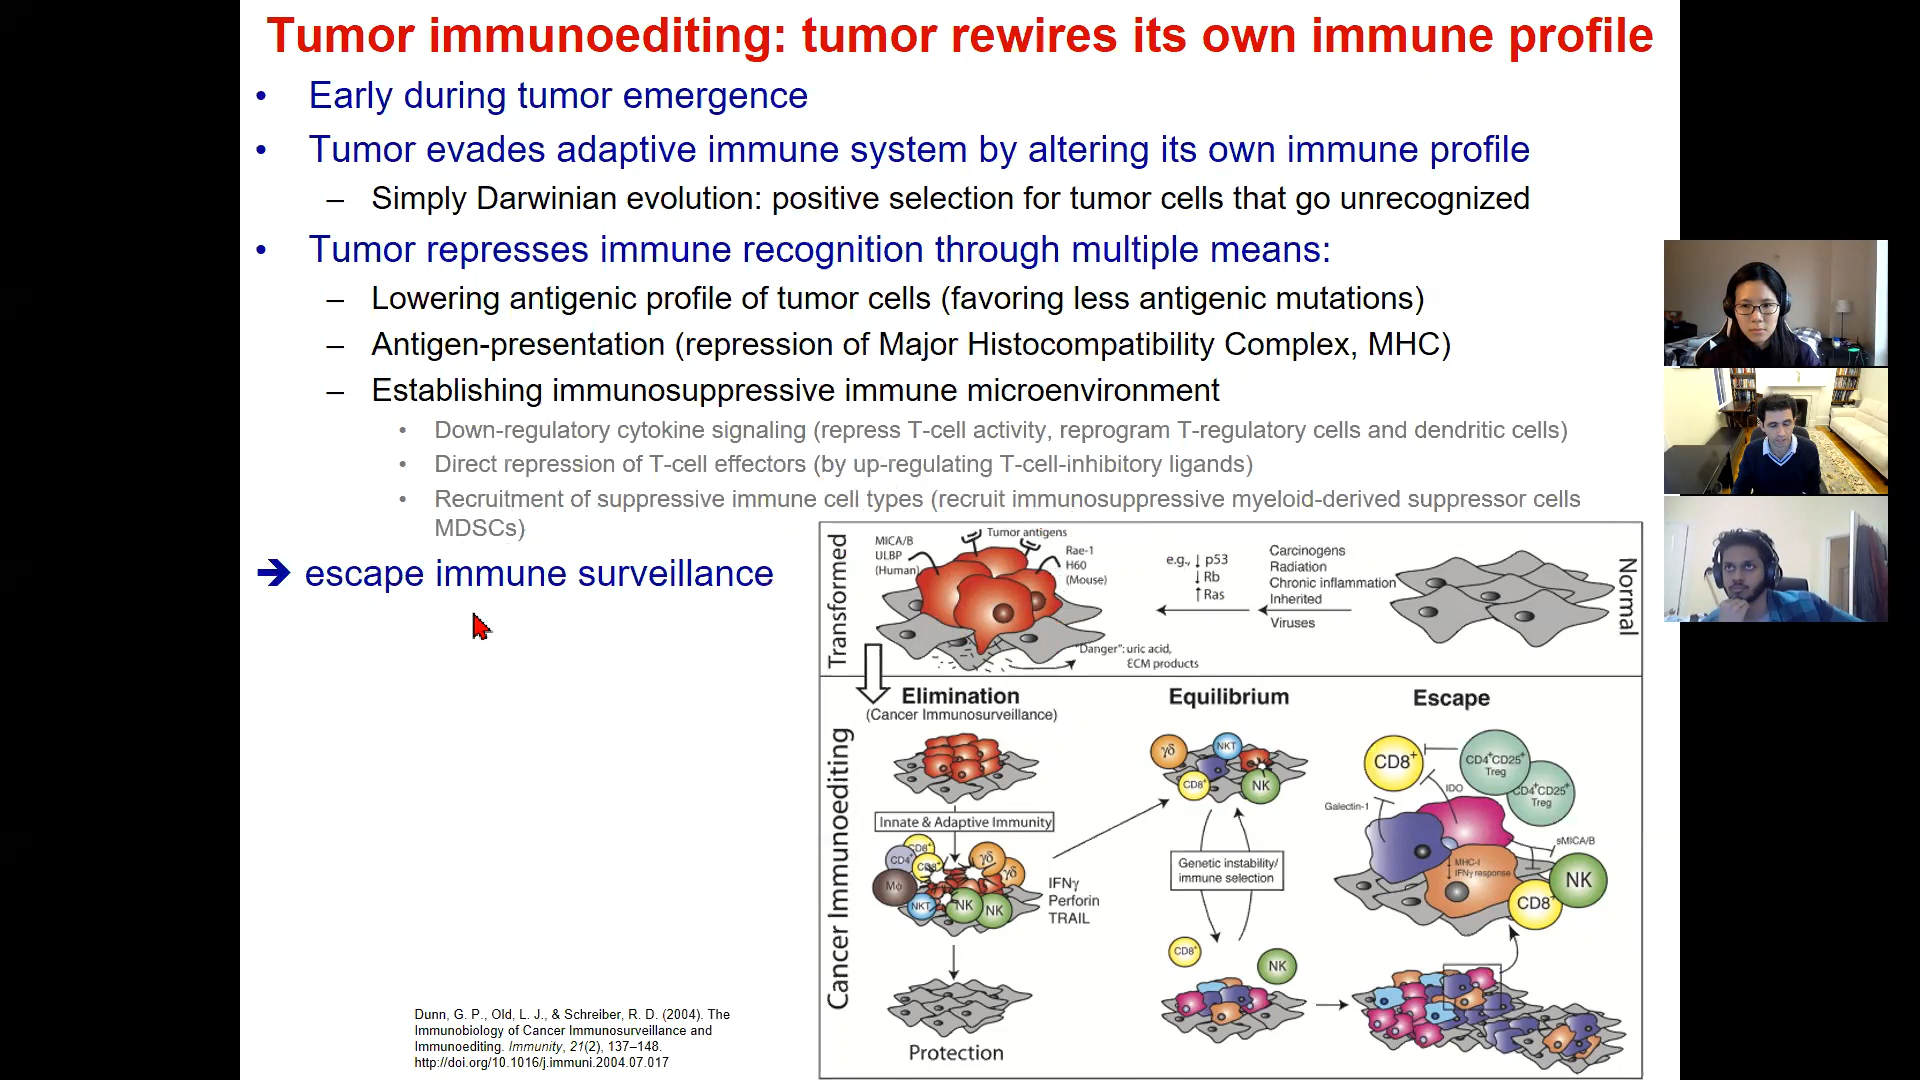 Tumor immunoediting: tumor rewires its own immune profile
• Early during tumor emergence
• Tumor evades adaptive immune system by altering its own immune profile
– Simply Darwinian evolution: positive selection for tumor cells that go unrecognized
• Tumor represses immune recognition through multiple means:
– Lowering antigenic profile of tumor cells (favoring less antigenic mutations)
– Antigen-presentation (repression of Major Histocompatibility Complex, MHC)
– Establishing immunosuppressive immune microenvironment
• Down-regulatory cytokine signaling (repress T-cell activity, reprogram T-regulatory cells and dendritic cells)
• Direct repression of T-cell effectors (by up-regulating T-cell-inhibitory ligands)
• Recruitment of suppressive immune cell types (recruit immunosuppressive myeloid-derived suppressor cells
MDSCs)
➔ escape immune surveillance
Transformed
MICA/B
ULBP
(Human)
Tumor antigens
Rae-1
H60
(Mouse)
e.g., ↓ p53
↓ Rb
↑ Ras
Carcinogens
Radiation
Chronic inflammation
Inherited
Viruses
Normal
"Danger": uric acid,
ECM products
Cancer Immunoediting
Elimination
(Cancer Immunosurveillance)
Innate & Adaptive Immunity
CD8+
CD4+
CD8+
γδ
γδ
Mϕ
NKT
NK
NK
IFNγ
Perforin
TRAIL
Protection
Equilibrium
γδ
NKT
CD8+
NK
Genetic instability/
immune selection
CD8+
NK
Escape
CD8+
CD4+CD25+
Treg
CD4+CD25+
Treg
IDO
Galectin-1
sMICA/B
↓ MHC-I
IFNγ response
NK
CD8+
Dunn, G. P., Old, L. J., & Schreiber, R. D. (2004). The
Immunobiology of Cancer Immunosurveillance and
Immunoediting. Immunity, 21(2), 137–148.
http://doi.org/10.1016/j.immuni.2004.07.017